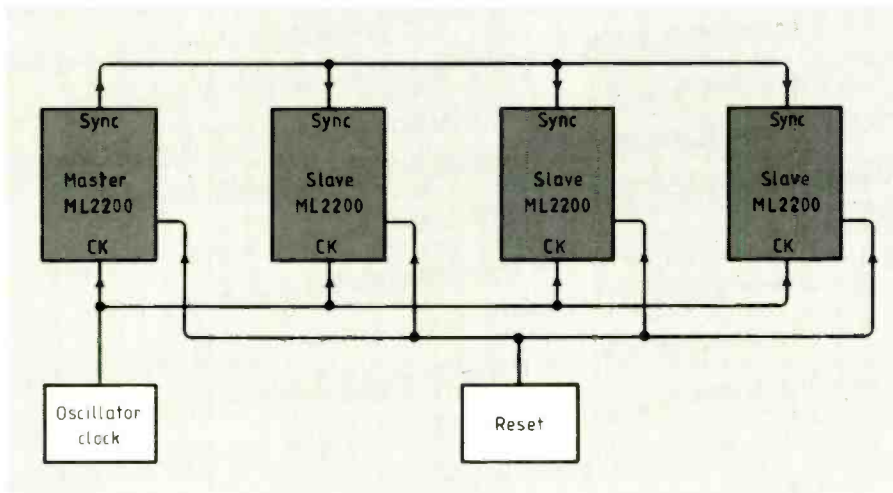 Sync
Master
ML2200
CK
Sync
Slave
ML2200
CK
Sync
Slave
ML2200
CK
Sync
Slave
ML2200
CK
Oscillator
clock
Reset